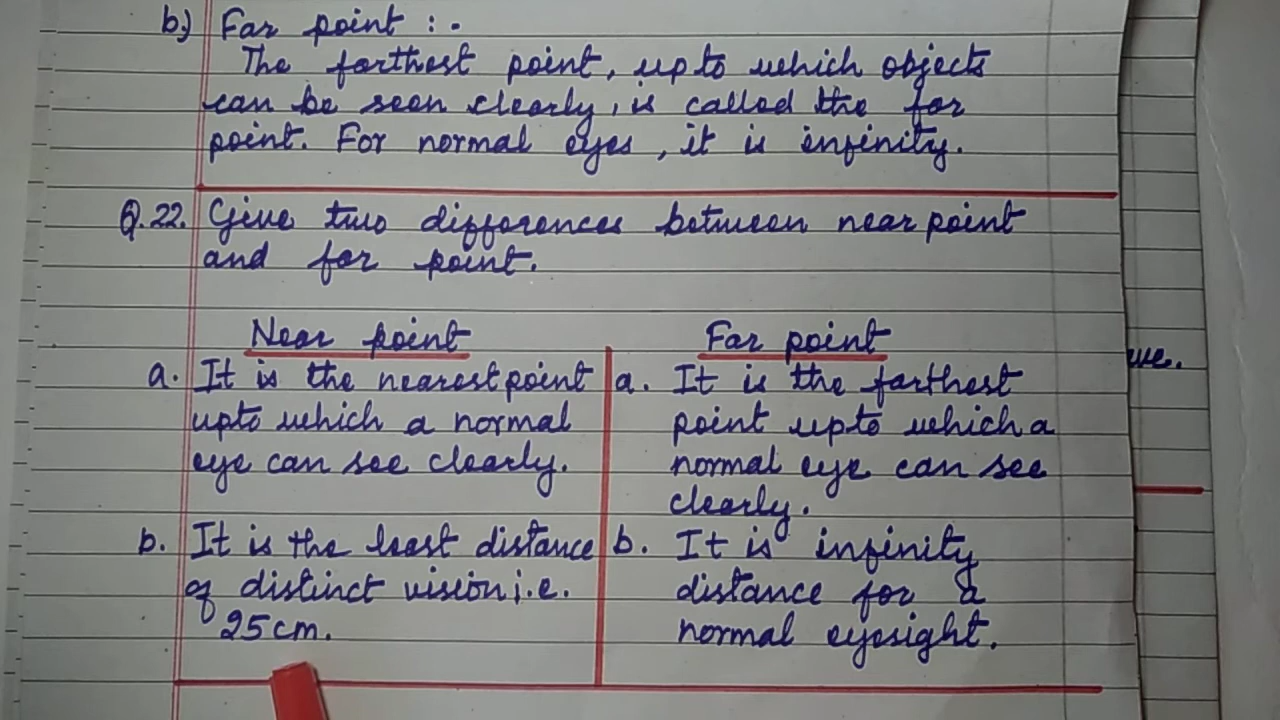 b) Far point :-
The farthest point, upto which objects
can be seen clearly, is called the far
point. For normal eyes, it is infinity.
Q.22. Give two differences between near point
and far point.
Near point
a. It is the nearest point
upto which a normal
eye can see clearly.
b. It is the least distance
of distinct vision i.e.
25cm.
Far point
a. It is the farthest
point upto which a
normal eye can see
clearly.
b. It is infinity
distance for a
normal eyesight.